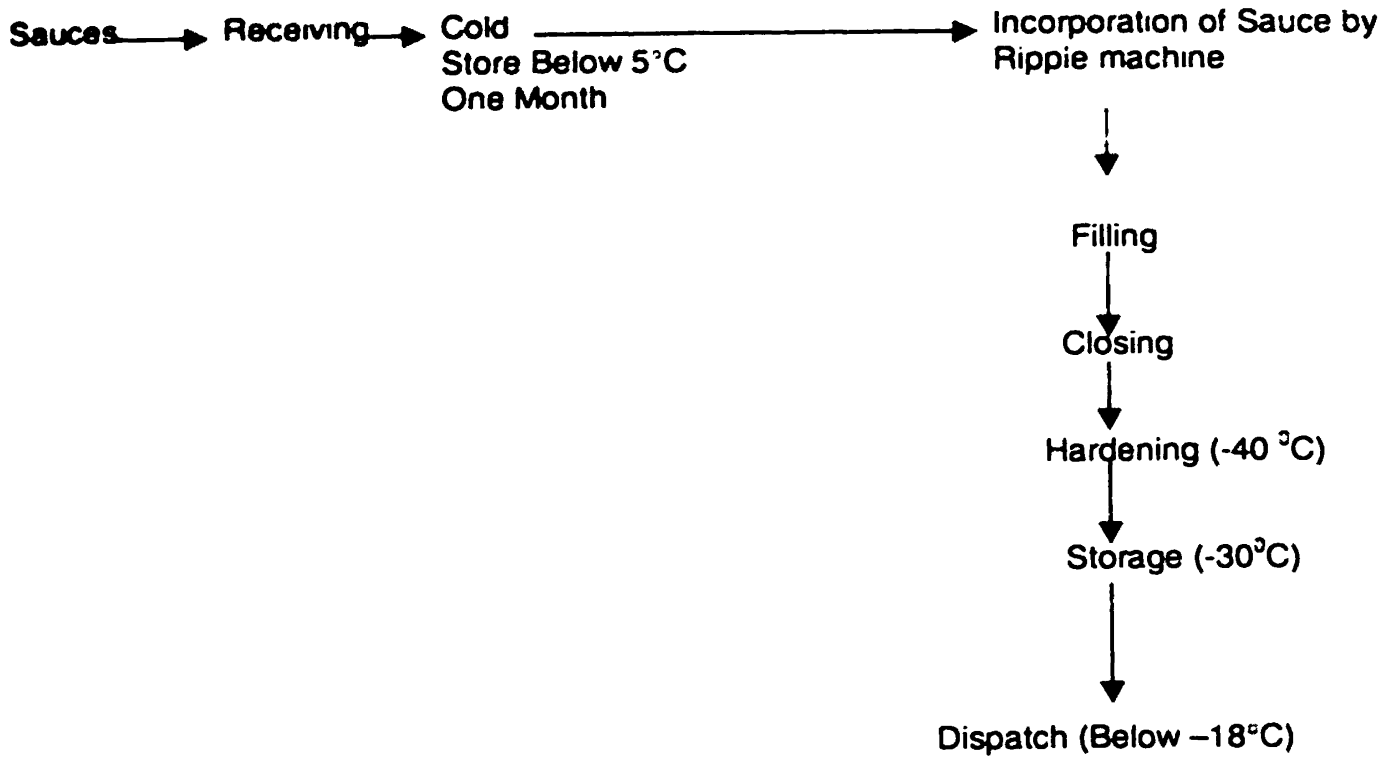 Sauces
Receiving
Cold
Store Below 5°C
One Month
Incorporation of Sauce by
Rippie machine
Filling
Closing
Hardening (-40 °C)
Storage (-30°C)
Dispatch (Below –18°C)